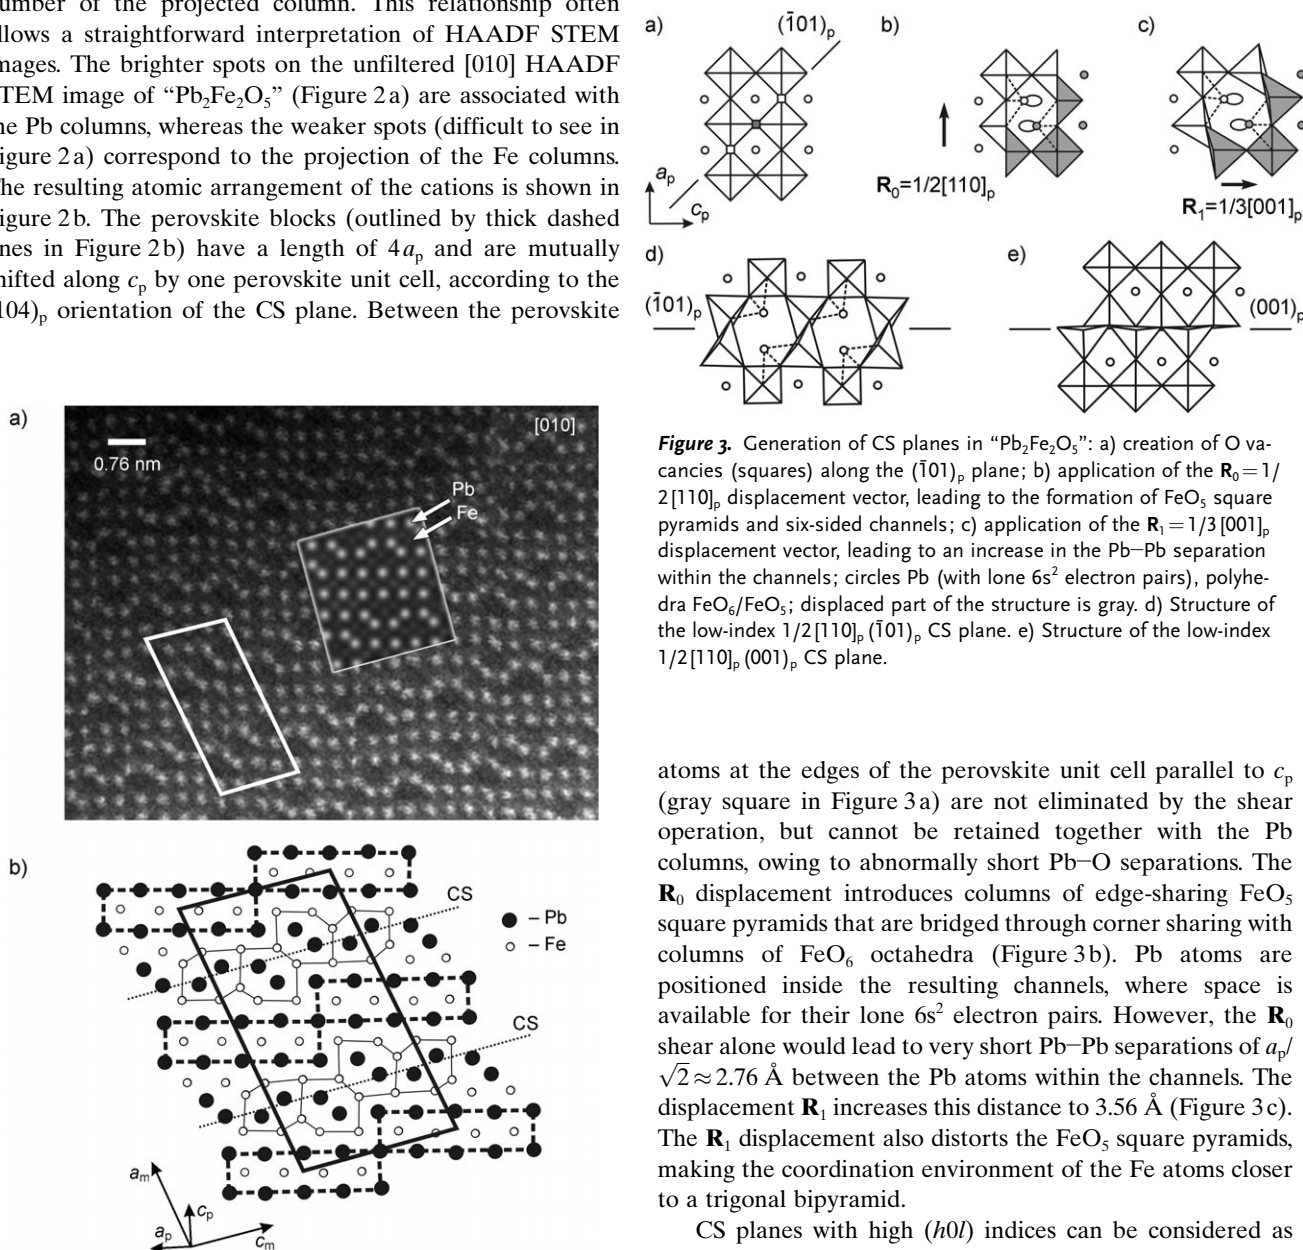 umber of the projected column. This relationship often
llows a straightforward interpretation of HAADF STEM
mages. The brighter spots on the unfiltered [010] HAADF
TEM image of “Pb₂Fe₂O₅” (Figure 2a) are associated with
he Pb columns, whereas the weaker spots (difficult to see in
igure 2a) correspond to the projection of the Fe columns.
he resulting atomic arrangement of the cations is shown in
igure 2b. The perovskite blocks (outlined by thick dashed
nes in Figure 2b) have a length of 4aₚ and are mutually
hifted along cₚ by one perovskite unit cell, according to the
104)ₚ orientation of the CS plane. Between the perovskite
a)
[010]
0.76 nm
Pb
Fe
b)
CS
– Pb
– Fe
CS
aₘ
cₚ
aₚ
cₘ
a)
(1̄01)ₚ
b)
c)
aₚ
cₚ
R₀=1/2[110]ₚ
R₁=1/3[001]ₚ
d)
e)
(1̄01)ₚ
(001)ₚ
Figure 3. Generation of CS planes in “Pb₂Fe₂O₅”: a) creation of O va-
cancies (squares) along the (1̄01)ₚ plane; b) application of the R₀=1/
2[110]ₚ displacement vector, leading to the formation of FeO₅ square
pyramids and six-sided channels; c) application of the R₁=1/3[001]ₚ
displacement vector, leading to an increase in the Pb–Pb separation
within the channels; circles Pb (with lone 6s² electron pairs), polyhe-
dra FeO₆/FeO₅; displaced part of the structure is gray. d) Structure of
the low-index 1/2[110]ₚ(1̄01)ₚ CS plane. e) Structure of the low-index
1/2[110]ₚ(001)ₚ CS plane.
atoms at the edges of the perovskite unit cell parallel to cₚ
(gray square in Figure 3a) are not eliminated by the shear
operation, but cannot be retained together with the Pb
columns, owing to abnormally short Pb–O separations. The
R₀ displacement introduces columns of edge-sharing FeO₅
square pyramids that are bridged through corner sharing with
columns of FeO₆ octahedra (Figure 3b). Pb atoms are
positioned inside the resulting channels, where space is
available for their lone 6s² electron pairs. However, the R₀
shear alone would lead to very short Pb–Pb separations of aₚ/
√2≈2.76 Å between the Pb atoms within the channels. The
displacement R₁ increases this distance to 3.56 Å (Figure 3c).
The R₁ displacement also distorts the FeO₅ square pyramids,
making the coordination environment of the Fe atoms closer
to a trigonal bipyramid.
CS planes with high (h0l) indices can be considered as